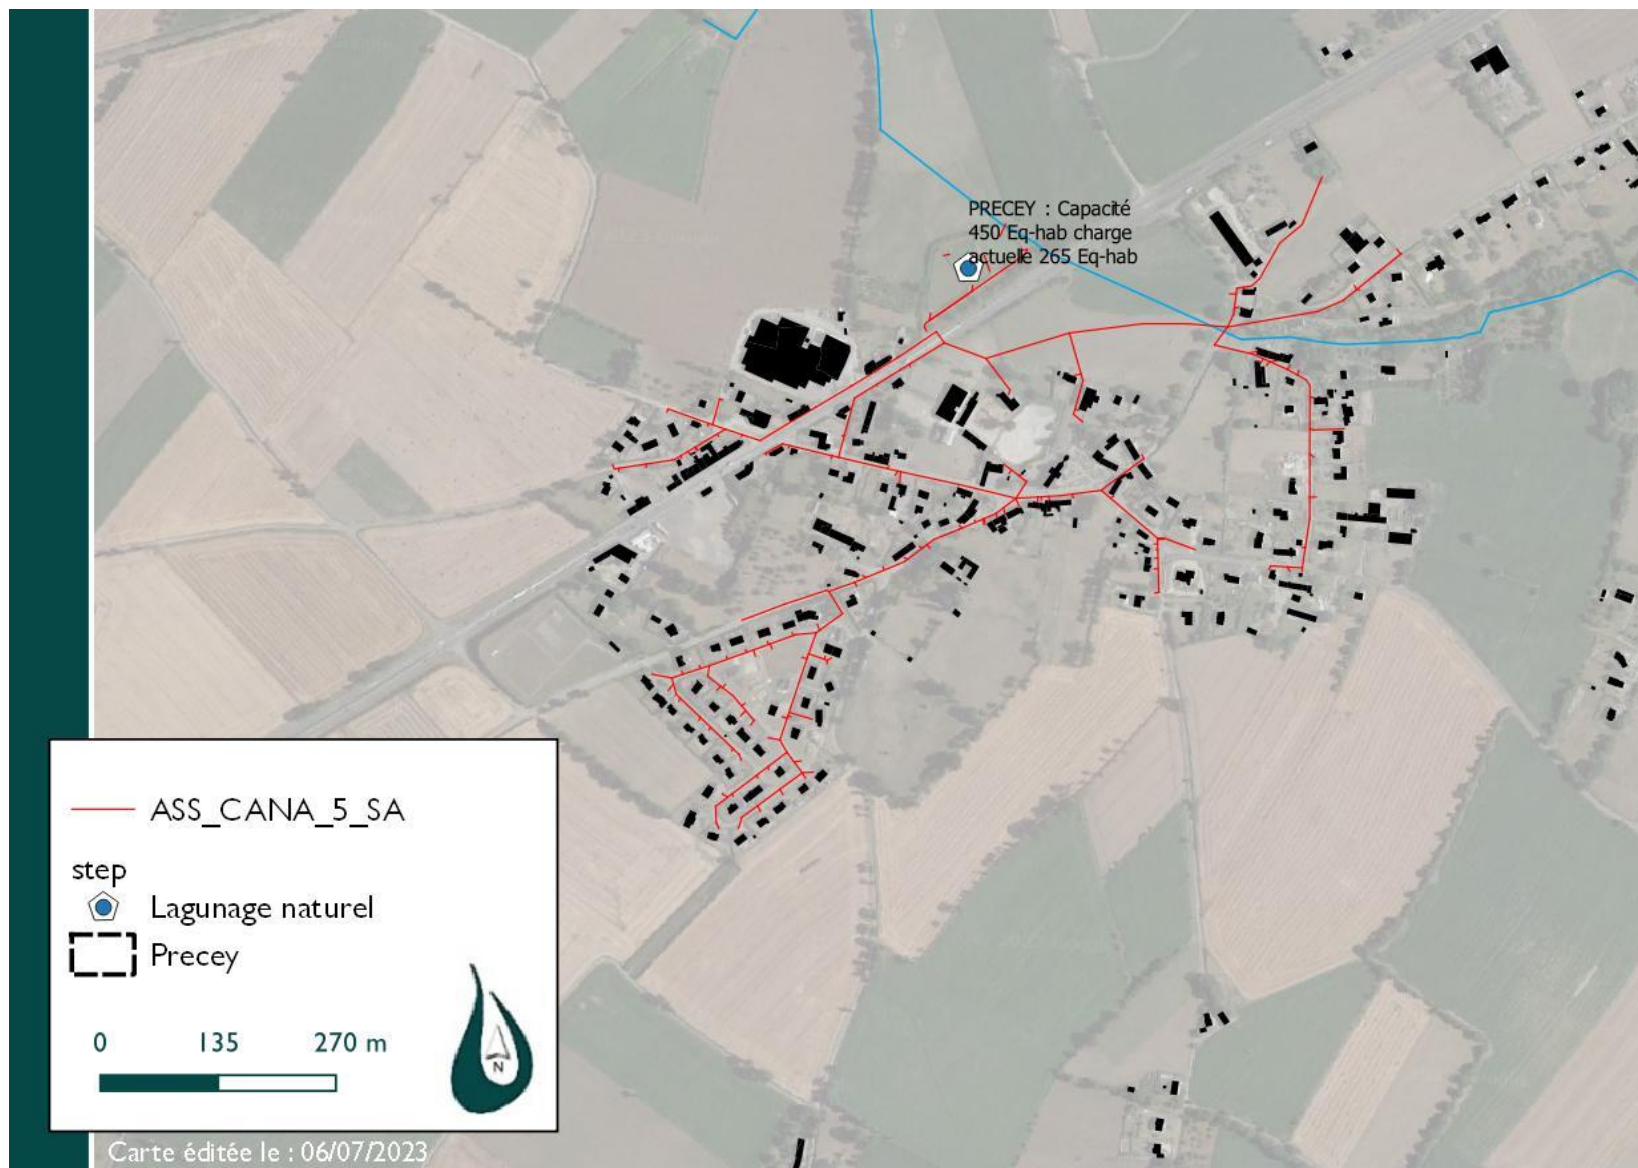 PRECEY : Capacité
450 Eq-hab charge
actuelle 265 Eq-hab
ASS_CANA_5_SA
step
Lagunage naturel
Precey
0 135 270 m
N
Carte éditée le : 06/07/2023